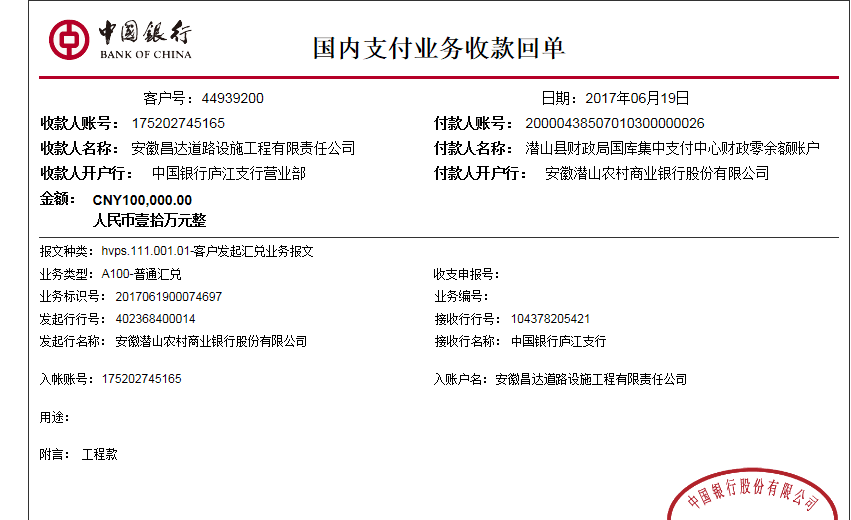 中国银行
BANK OF CHINA
国内支付业务收款回单
客户号：44939200 日期：2017年06月19日
收款人账号：175202745165 付款人账号：20000438507010300000026
收款人名称：安徽昌达道路设施工程有限责任公司 付款人名称：潜山县财政局国库集中支付中心财政零余额账户
收款人开户行：中国银行庐江支行营业部 付款人开户行：安徽潜山农村商业银行股份有限公司
金额：CNY100,000.00
人民币壹拾万元整
报文种类：hvps.111.001.01-客户发起汇兑业务报文
业务类型：A100-普通汇兑 收支申报号：
业务标识号：2017061900074697 业务编号：
发起行行号：402368400014 接收行行号：104378205421
发起行名称：安徽潜山农村商业银行股份有限公司 接收行名称：中国银行庐江支行
入帐账号：175202745165 入账户名：安徽昌达道路设施工程有限责任公司
用途：
附言：工程款
中国银行股份有限公司